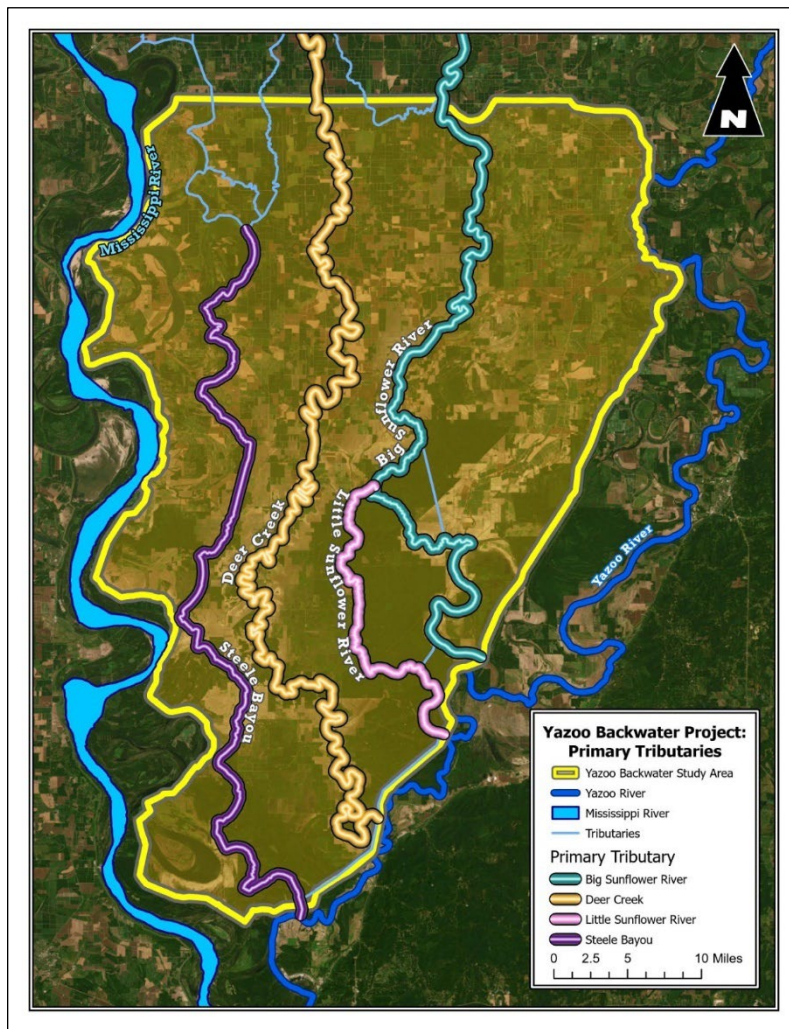 N
Mississippi River
Big Sunflower River
Deer Creek
Little Sunflower River
Yazoo River
Steele Bayou
Yazoo Backwater Project:
Primary Tributaries
Yazoo Backwater Study Area
Yazoo River
Mississippi River
Tributaries
Primary Tributary
Big Sunflower River
Deer Creek
Little Sunflower River
Steele Bayou
0 2.5 5 10 Miles